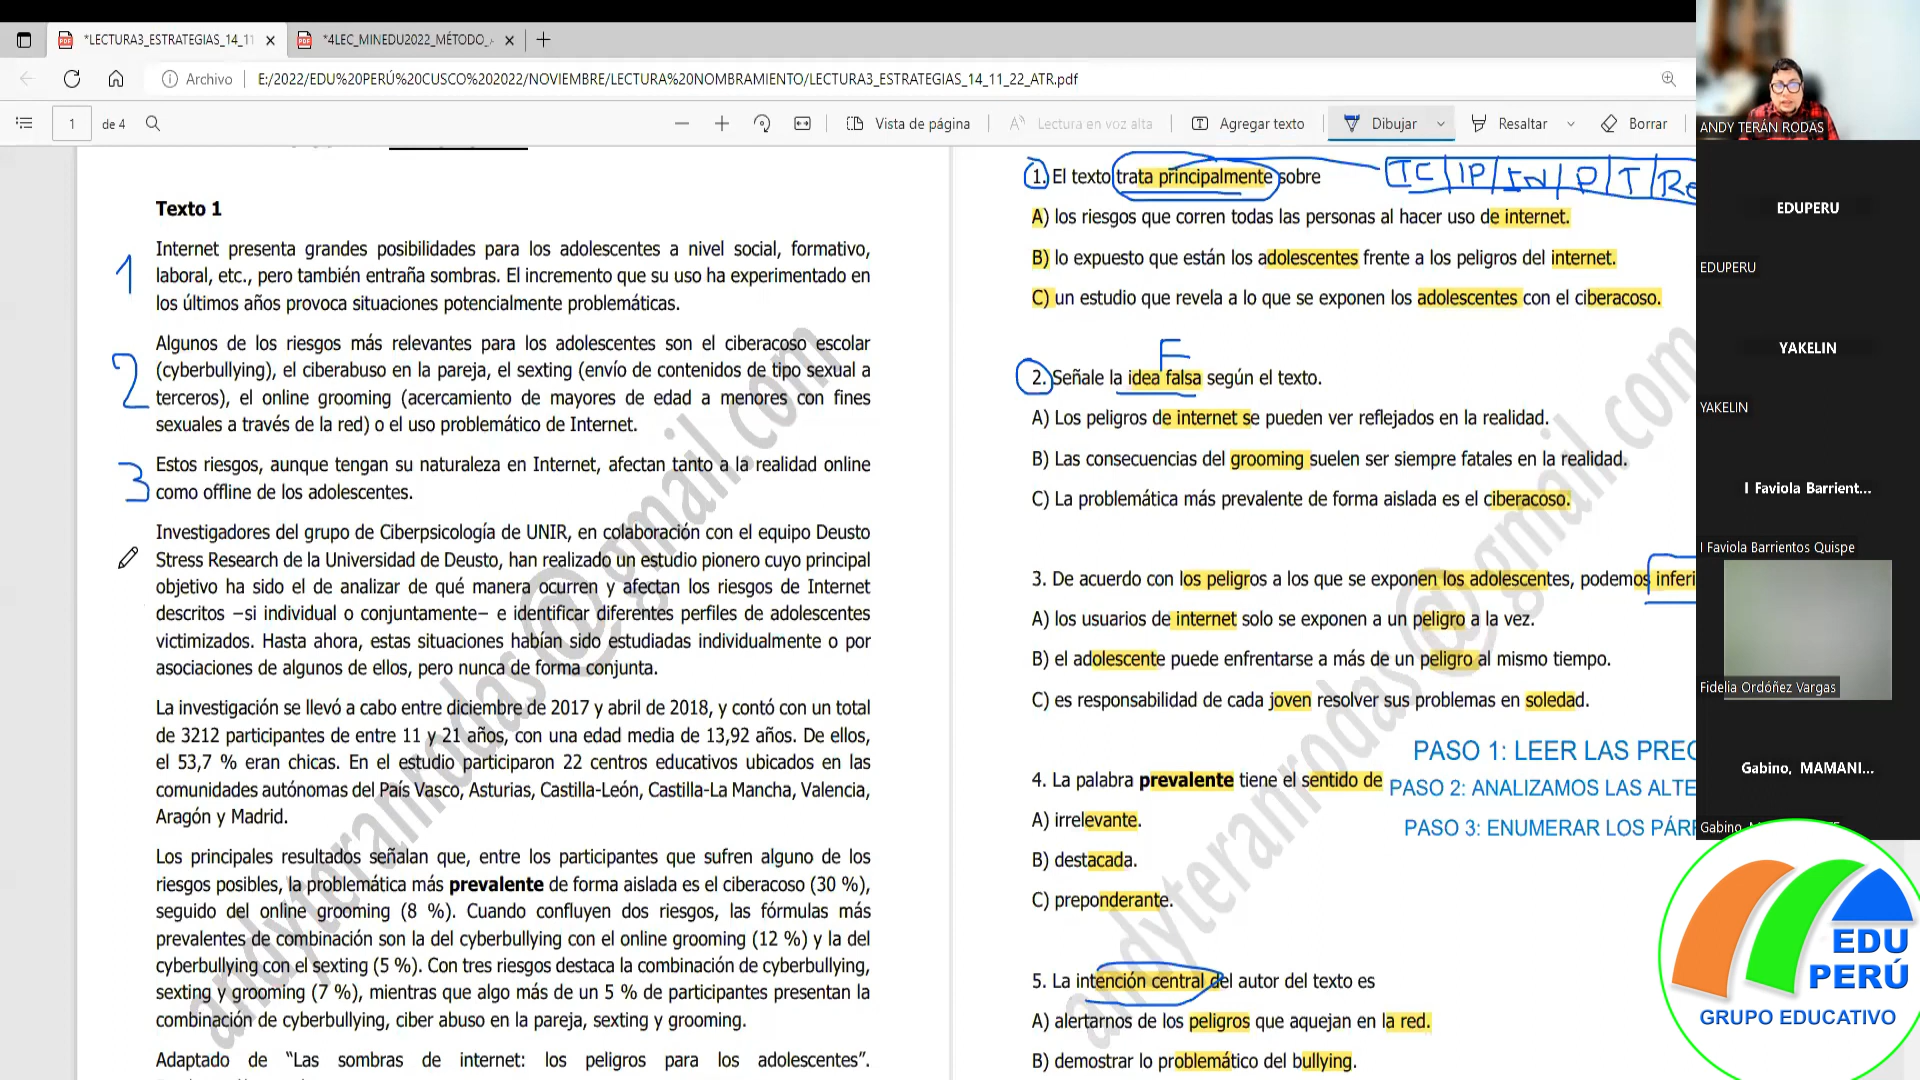 *LECTURA3_ESTRATEGIAS_14_11
*4LEC_MINEDU2022_MÉTODO_A
Archivo
E:/2022/EDU%20PERÚ%20CUSCO%202022/NOVIEMBRE/LECTURA%20NOMBRAMIENTO/LECTURA3_ESTRATEGIAS_14_11_22_ATR.pdf
1 de 4
Vista de página
Lectura en voz alta
Agregar texto
Dibujar
Resaltar
Borrar
Texto 1
1
Internet presenta grandes posibilidades para los adolescentes a nivel social, formativo,
laboral, etc., pero también entraña sombras. El incremento que su uso ha experimentado en
los últimos años provoca situaciones potencialmente problemáticas.
2
Algunos de los riesgos más relevantes para los adolescentes son el ciberacoso escolar
(cyberbullying), el ciberabuso en la pareja, el sexting (envío de contenidos de tipo sexual a
terceros), el online grooming (acercamiento de mayores de edad a menores con fines
sexuales a través de la red) o el uso problemático de Internet.
3
Estos riesgos, aunque tengan su naturaleza en Internet, afectan tanto a la realidad online
como offline de los adolescentes.
Investigadores del grupo de Ciberpsicología de UNIR, en colaboración con el equipo Deusto
Stress Research de la Universidad de Deusto, han realizado un estudio pionero cuyo principal
objetivo ha sido el de analizar de qué manera ocurren y afectan los riesgos de Internet
descritos –si individual o conjuntamente– e identificar diferentes perfiles de adolescentes
victimizados. Hasta ahora, estas situaciones habían sido estudiadas individualmente o por
asociaciones de algunos de ellos, pero nunca de forma conjunta.
La investigación se llevó a cabo entre diciembre de 2017 y abril de 2018, y contó con un total
de 3212 participantes de entre 11 y 21 años, con una edad media de 13,92 años. De ellos,
el 53,7 % eran chicas. En el estudio participaron 22 centros educativos ubicados en las
comunidades autónomas del País Vasco, Asturias, Castilla-León, Castilla-La Mancha, Valencia,
Aragón y Madrid.
Los principales resultados señalan que, entre los participantes que sufren alguno de los
riesgos posibles, la problemática más prevalente de forma aislada es el ciberacoso (30 %),
seguido del online grooming (8 %). Cuando confluyen dos riesgos, las fórmulas más
prevalentes de combinación son la del cyberbullying con el online grooming (12 %) y la del
cyberbullying con el sexting (5 %). Con tres riesgos destaca la combinación de cyberbullying,
sexting y grooming (7 %), mientras que algo más de un 5 % de participantes presentan la
combinación de cyberbullying, ciber abuso en la pareja, sexting y grooming.
Adaptado de “Las sombras de internet: los peligros para los adolescentes”.
andyteranrodas@gmail.com
1. El texto trata principalmente sobre
TC IP IN P T Re
A) los riesgos que corren todas las personas al hacer uso de internet.
B) lo expuesto que están los adolescentes frente a los peligros del internet.
C) un estudio que revela a lo que se exponen los adolescentes con el ciberacoso.
F
2. Señale la idea falsa según el texto.
A) Los peligros de internet se pueden ver reflejados en la realidad.
B) Las consecuencias del grooming suelen ser siempre fatales en la realidad.
C) La problemática más prevalente de forma aislada es el ciberacoso.
3. De acuerdo con los peligros a los que se exponen los adolescentes, podemos inferi
A) los usuarios de internet solo se exponen a un peligro a la vez.
B) el adolescente puede enfrentarse a más de un peligro al mismo tiempo.
C) es responsabilidad de cada joven resolver sus problemas en soledad.
PASO 1: LEER LAS PREG
4. La palabra prevalente tiene el sentido de
PASO 2: ANALIZAMOS LAS ALTE
A) irrelevante.
PASO 3: ENUMERAR LOS PÁRR
B) destacada.
C) preponderante.
5. La intención central del autor del texto es
A) alertarnos de los peligros que aquejan en la red.
B) demostrar lo problemático del bullying.
andyteranrodas@gmail.com
ANDY TERÁN RODAS
EDUPERU
EDUPERU
YAKELIN
YAKELIN
I Faviola Barrient...
I Faviola Barrientos Quispe
Fidelia Ordóñez Vargas
Gabino, MAMANI...
Gabino,
EDU
PERÚ
GRUPO EDUCATIVO